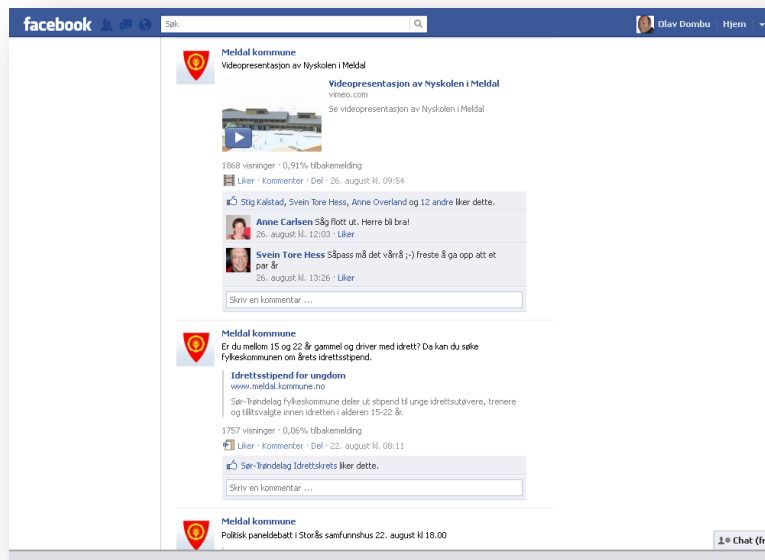 facebook Søk Olav Dombu Hjem
Meldal kommune
Videopresentasjon av Nyskolen i Meldal
Videopresentasjon av Nyskolen i Meldal
vimeo.com
Se videopresentasjon av Nyskolen i Meldal
1868 visninger · 0,91% tilbakemelding
Liker · Kommenter · Del · 26. august kl. 09:54
Stig Kalstad, Svein Tore Hess, Anne Overland og 12 andre liker dette.
Anne Carlsen Såg flott ut. Herre bli bra!
26. august kl. 12:03 · Liker
Svein Tore Hess Såpass må det vårrå ;-) freste å ga opp att et
par år
26. august kl. 13:26 · Liker
Skriv en kommentar ...
Meldal kommune
Er du mellom 15 og 22 år gammel og driver med idrett? Da kan du søke
fylkeskommunen om årets idrettsstipend.
Idrettsstipend for ungdom
www.meldal.kommune.no
Sør-Trøndelag fylkeskommune deler ut stipend til unge idrettsutøvere, trenere
og tillitsvalgte innen idretten i alderen 15-22 år.
1757 visninger · 0,06% tilbakemelding
Liker · Kommenter · Del · 22. august kl. 08:11
Sør-Trøndelag Idrettskrets liker dette.
Skriv en kommentar ...
Meldal kommune
Politisk paneldebatt i Storås samfunnshus 22. august kl 18.00
Chat (fr